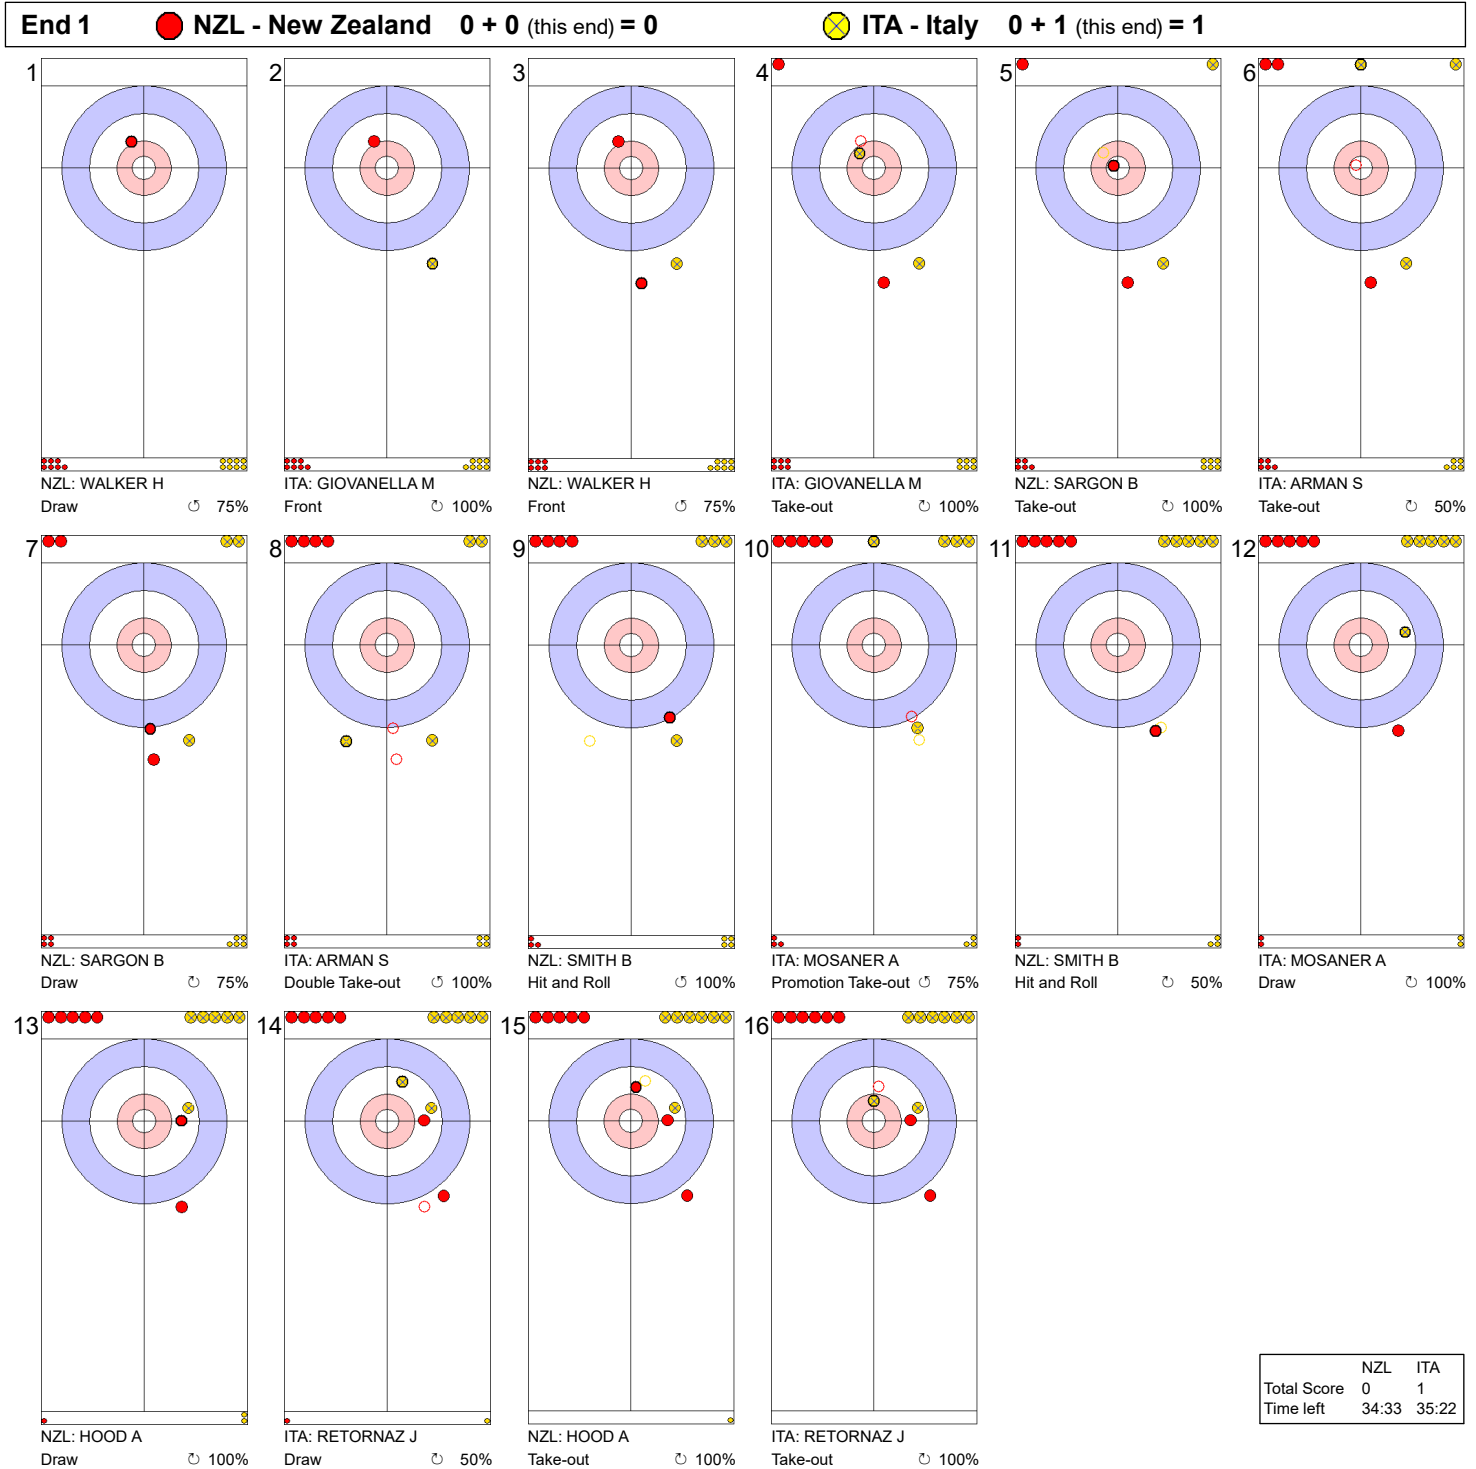 End 1 NZL - New Zealand 0 + 0 (this end) = 0 ITA - Italy 0 + 1 (this end) = 1
1 2 3 4 5 6
NZL: WALKER H ITA: GIOVANELLA M NZL: WALKER H ITA: GIOVANELLA M NZL: SARGON B ITA: ARMAN S
Draw 75% Front 100% Front 75% Take-out 100% Take-out 100% Take-out 50%
7 8 9 10 11 12
NZL: SARGON B ITA: ARMAN S NZL: SMITH B ITA: MOSANER A NZL: SMITH B ITA: MOSANER A
Draw 75% Double Take-out 100% Hit and Roll 100% Promotion Take-out 75% Hit and Roll 50% Draw 100%
13 14 15 16
NZL: HOOD A ITA: RETORNAZ J NZL: HOOD A ITA: RETORNAZ J
Draw 100% Draw 50% Take-out 100% Take-out 100%
NZL ITA
Total Score 0 1
Time left 34:33 35:22